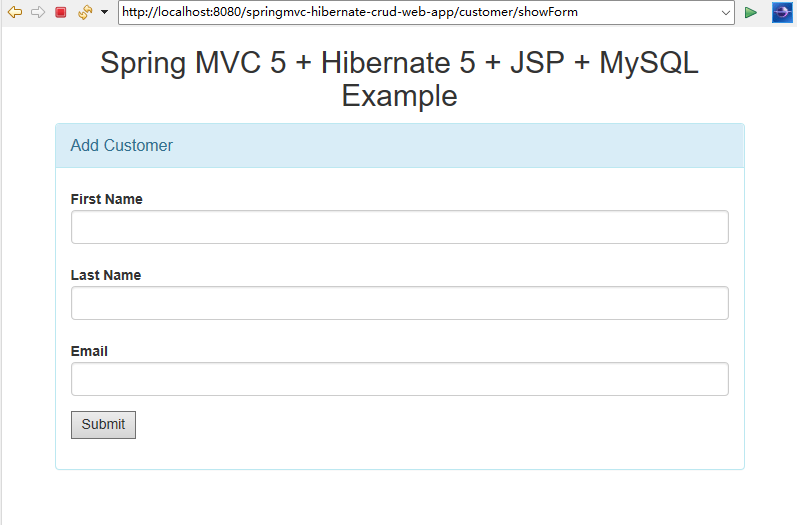 http://localhost:8080/springmvc-hibernate-crud-web-app/customer/showForm
Spring MVC 5 + Hibernate 5 + JSP + MySQL
Example
Add Customer
First Name
Last Name
Email
Submit